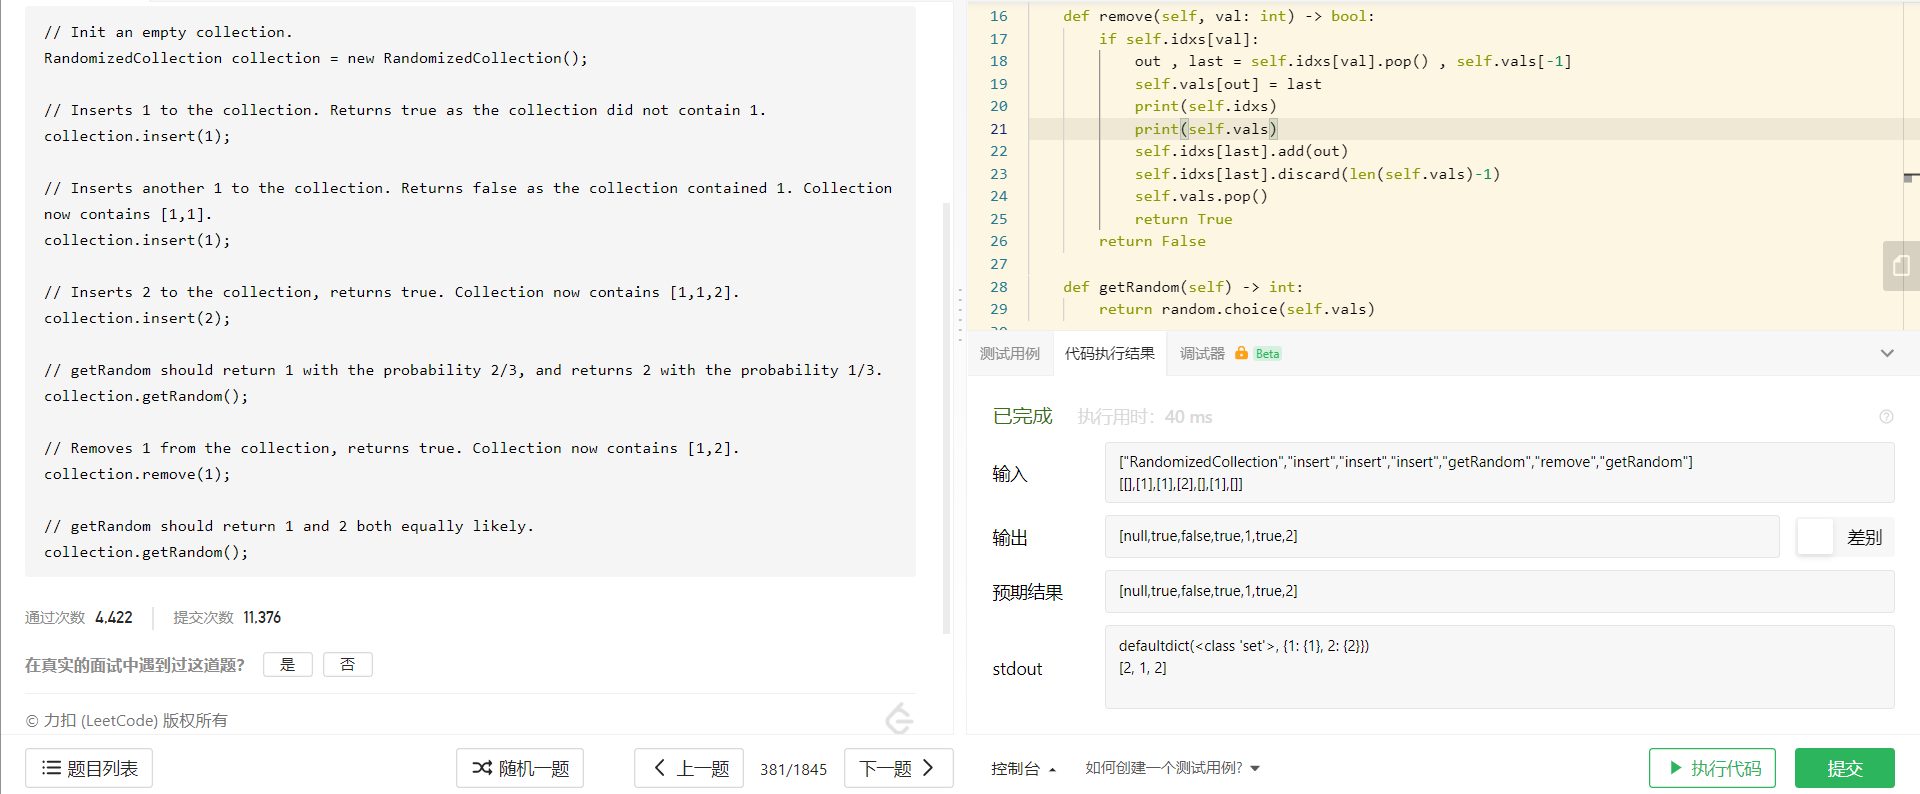 // Init an empty collection.
RandomizedCollection collection = new RandomizedCollection();
// Inserts 1 to the collection. Returns true as the collection did not contain 1.
collection.insert(1);
// Inserts another 1 to the collection. Returns false as the collection contained 1. Collection
now contains [1,1].
collection.insert(1);
// Inserts 2 to the collection, returns true. Collection now contains [1,1,2].
collection.insert(2);
// getRandom should return 1 with the probability 2/3, and returns 2 with the probability 1/3.
collection.getRandom();
// Removes 1 from the collection, returns true. Collection now contains [1,2].
collection.remove(1);
// getRandom should return 1 and 2 both equally likely.
collection.getRandom();
通过次数 4,422 提交次数 11,376
在真实的面试中遇到过这道题? 是 否
© 力扣 (LeetCode) 版权所有
题目列表 随机一题 上一题 381/1845 下一题
16 def remove(self, val: int) -> bool:
17 if self.idxs[val]:
18 out , last = self.idxs[val].pop() , self.vals[-1]
19 self.vals[out] = last
20 print(self.idxs)
21 print(self.vals)
22 self.idxs[last].add(out)
23 self.idxs[last].discard(len(self.vals)-1)
24 self.vals.pop()
25 return True
26 return False
27
28 def getRandom(self) -> int:
29 return random.choice(self.vals)
测试用例 代码执行结果 调试器 Beta
已完成 执行用时: 40 ms
输入
["RandomizedCollection","insert","insert","insert","getRandom","remove","getRandom"]
[[],[1],[1],[2],[],[1],[]]
输出 [null,true,false,true,1,true,2] 差别
预期结果 [null,true,false,true,1,true,2]
stdout
defaultdict(<class 'set'>, {1: {1}, 2: {2}})
[2, 1, 2]
控制台 如何创建一个测试用例? 执行代码 提交